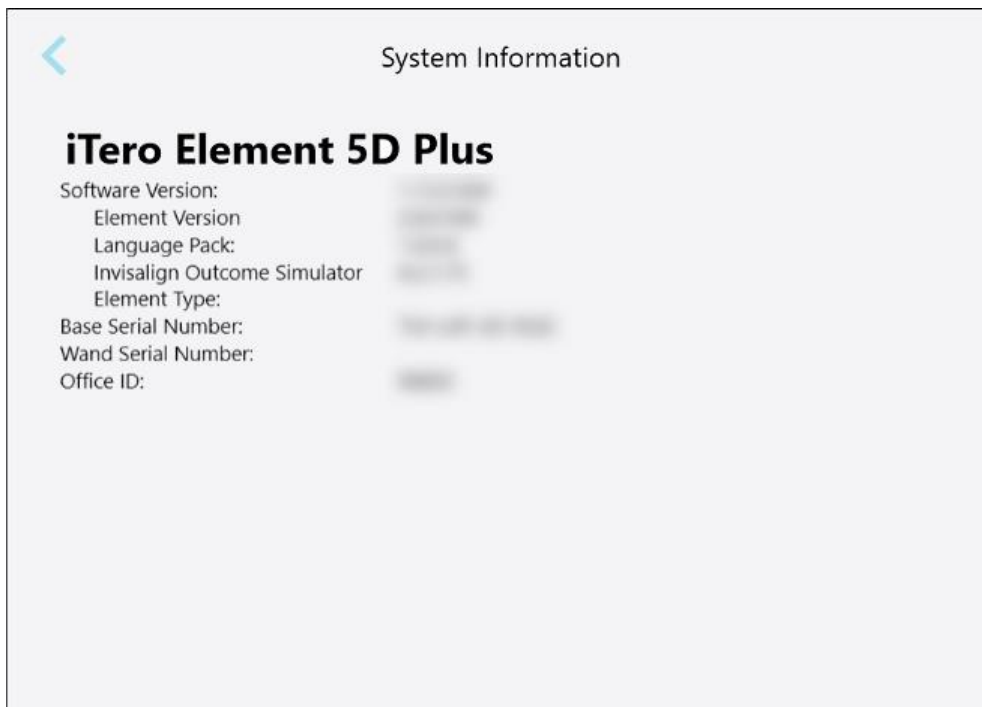 System Information
iTero Element 5D Plus
Software Version:
Element Version
Language Pack:
Invisalign Outcome Simulator
Element Type:
Base Serial Number:
Wand Serial Number:
Office ID: